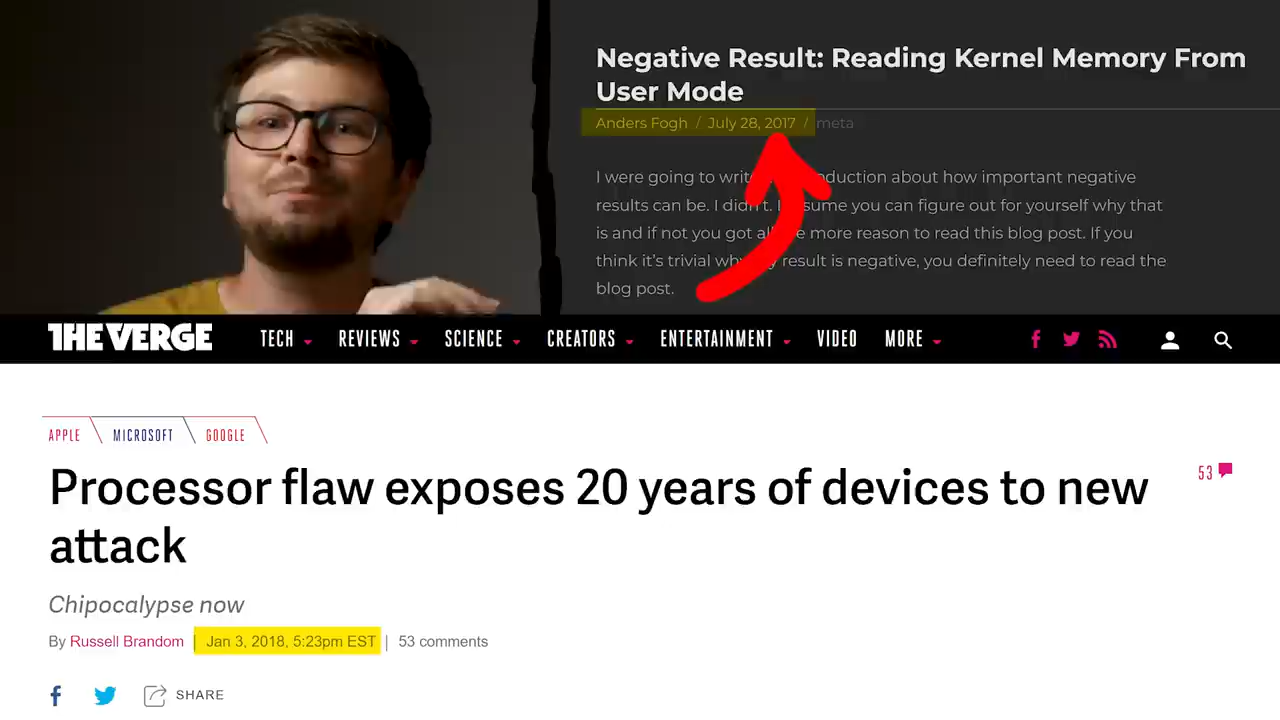 Negative Result: Reading Kernel Memory From
User Mode
Anders Fogh / July 28, 2017 / meta
I were going to write oduction about how important negative
results can be. I didn't. I sume you can figure out for yourself why that
is and if not you got all e more reason to read this blog post. If you
think it's trivial why my result is negative, you definitely need to read the
blog post.
THE VERGE TECH REVIEWS SCIENCE CREATORS ENTERTAINMENT VIDEO MORE
APPLE MICROSOFT GOOGLE
Processor flaw exposes 20 years of devices to new
attack
53
Chipocalypse now
By Russell Brandom | Jan 3, 2018, 5:23pm EST | 53 comments
SHARE